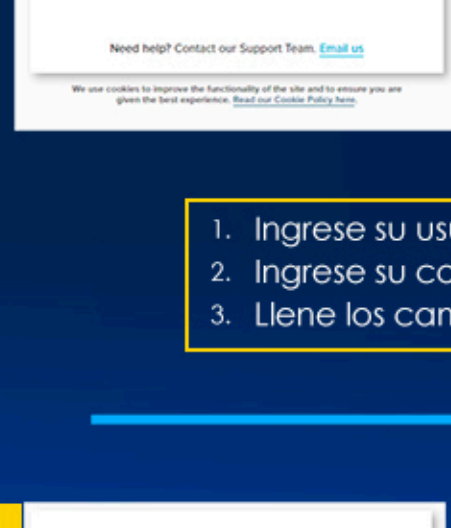 Need help? Contact our Support Team. Email us
We use cookies to improve the functionality of the site and to ensure you are
given the best experience. Read our Cookie Policy here.
1. Ingrese su usu
2. Ingrese su co
3. Llene los cam